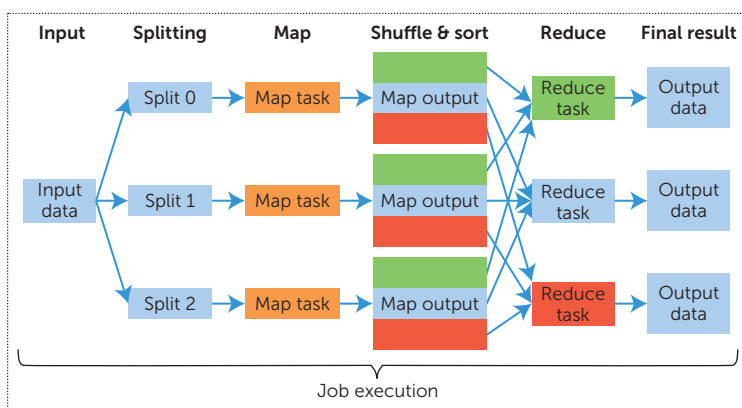 Input Splitting Map Shuffle & sort Reduce Final result
Split 0 Map task Map output Reduce task Output data
Input data Split 1 Map task Map output Reduce task Output data
Split 2 Map task Map output Reduce task Output data
Job execution